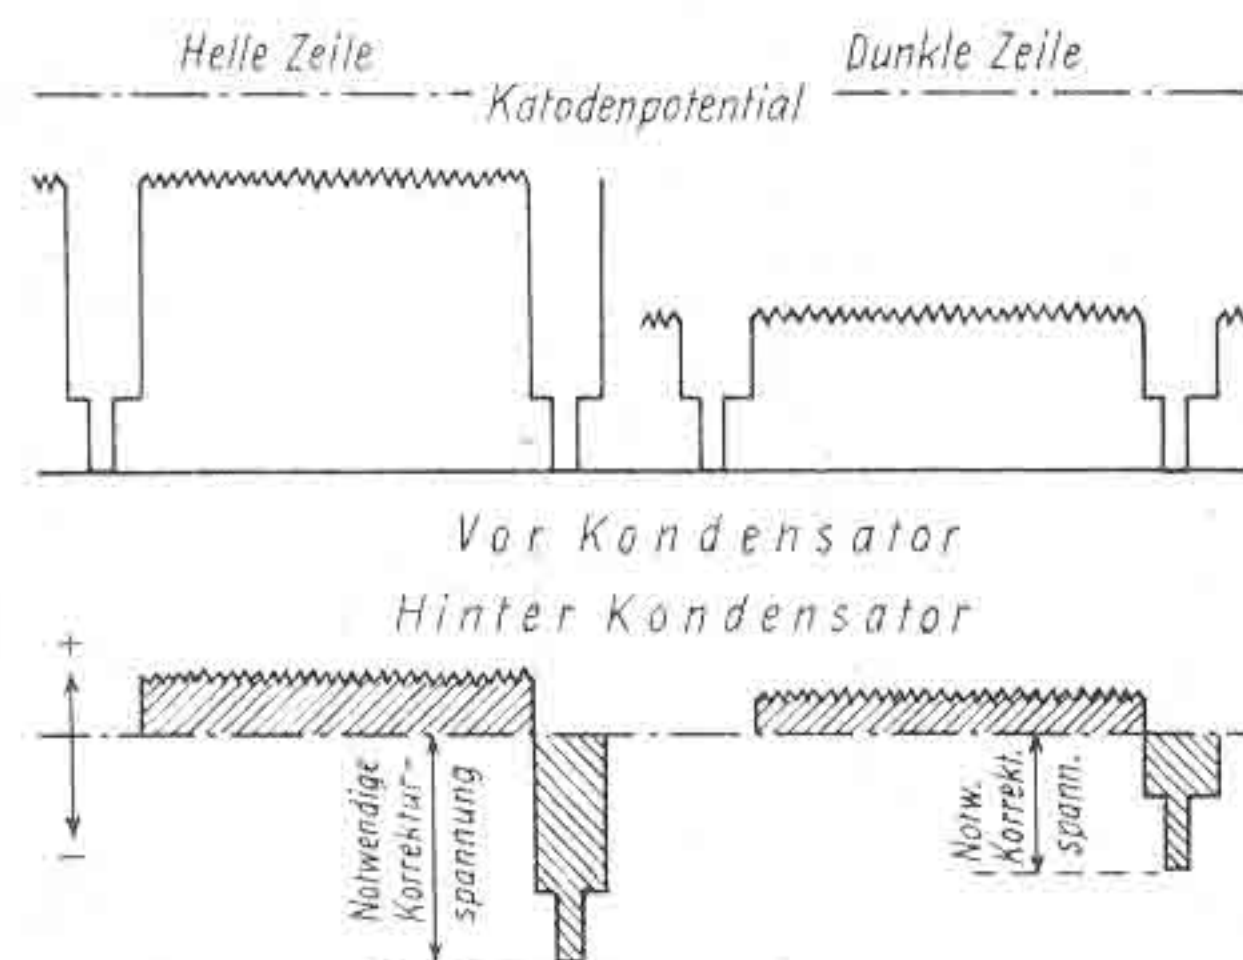 Helle Zeile
Dunkle Zeile
Katodenpotential
Vor Kondensator
Hinter Kondensator
+
−
Notwendige
Korrektur-
spannung
Notw.
Korrekt.
spann.